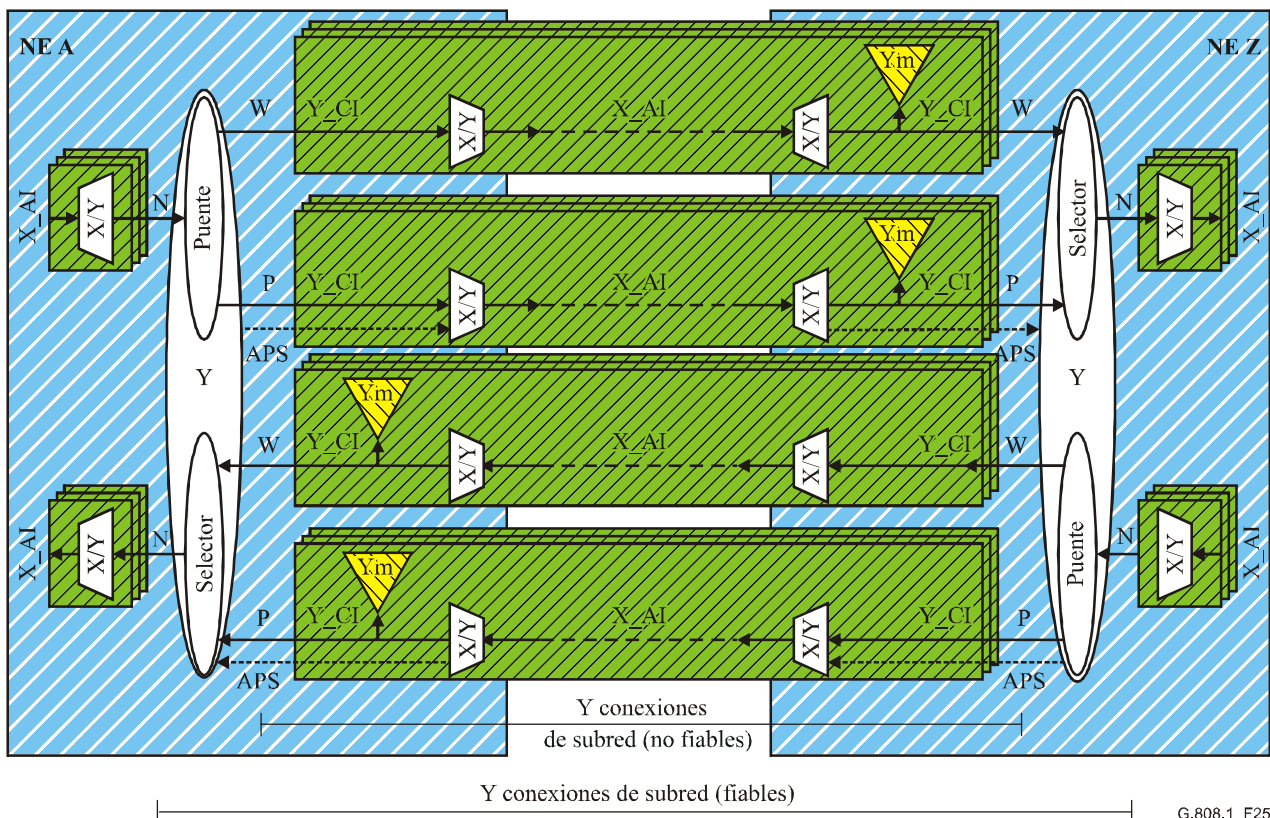 NE A
NE Z
Ym
W
Y_CI
X_AI
Y_CI
W
X/Y
X/Y
X_AI
X/Y
N
Puente
Selector
N
X/Y
X_AI
Ym
P
Y_CI
X_AI
Y_CI
P
X/Y
X/Y
APS
APS
Y
Y
Ym
W
Y_CI
X_AI
Y_CI
W
X/Y
X/Y
X_AI
X/Y
N
Selector
Puente
N
X/Y
X_AI
Ym
P
Y_CI
X_AI
Y_CI
P
X/Y
X/Y
APS
APS
Y conexiones
de subred (no fiables)
Y conexiones de subred (fiables)
G.808.1_F25